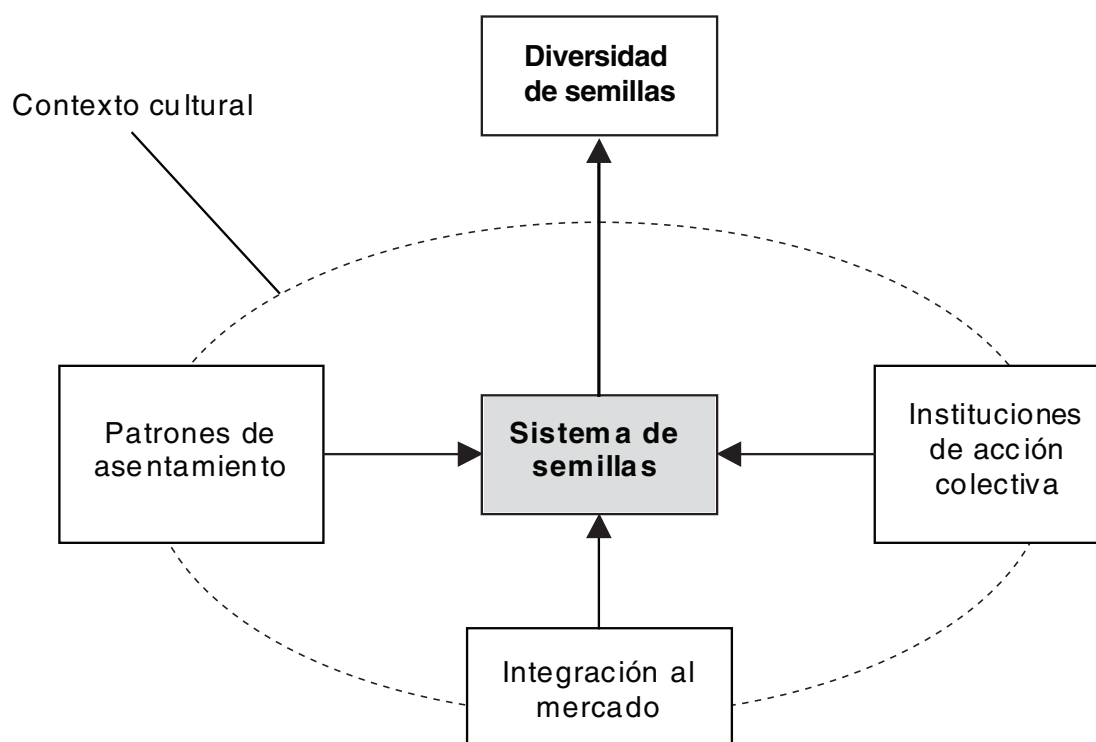 Diversidad
de semillas
Contexto cultural
Patrones de
asentamiento
Sistema de
semillas
Instituciones
de acción
colectiva
Integración al
mercado